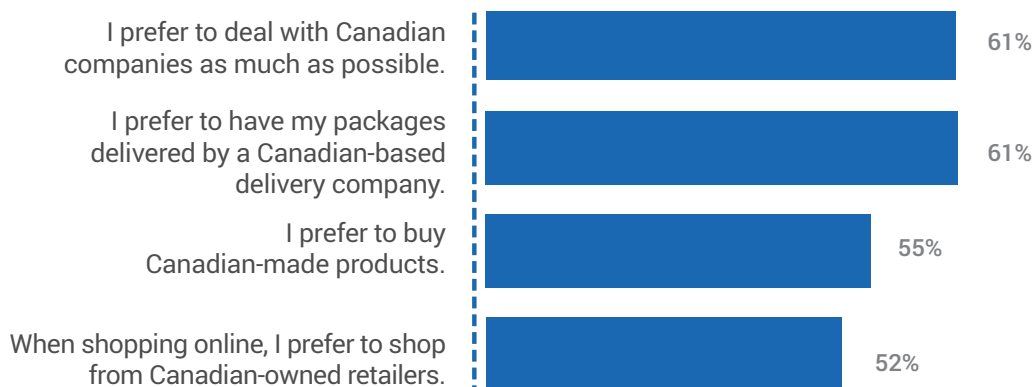 I prefer to deal with Canadian
companies as much as possible.
61%
I prefer to have my packages
delivered by a Canadian-based
delivery company.
61%
I prefer to buy
Canadian-made products.
55%
When shopping online, I prefer to shop
from Canadian-owned retailers.
52%